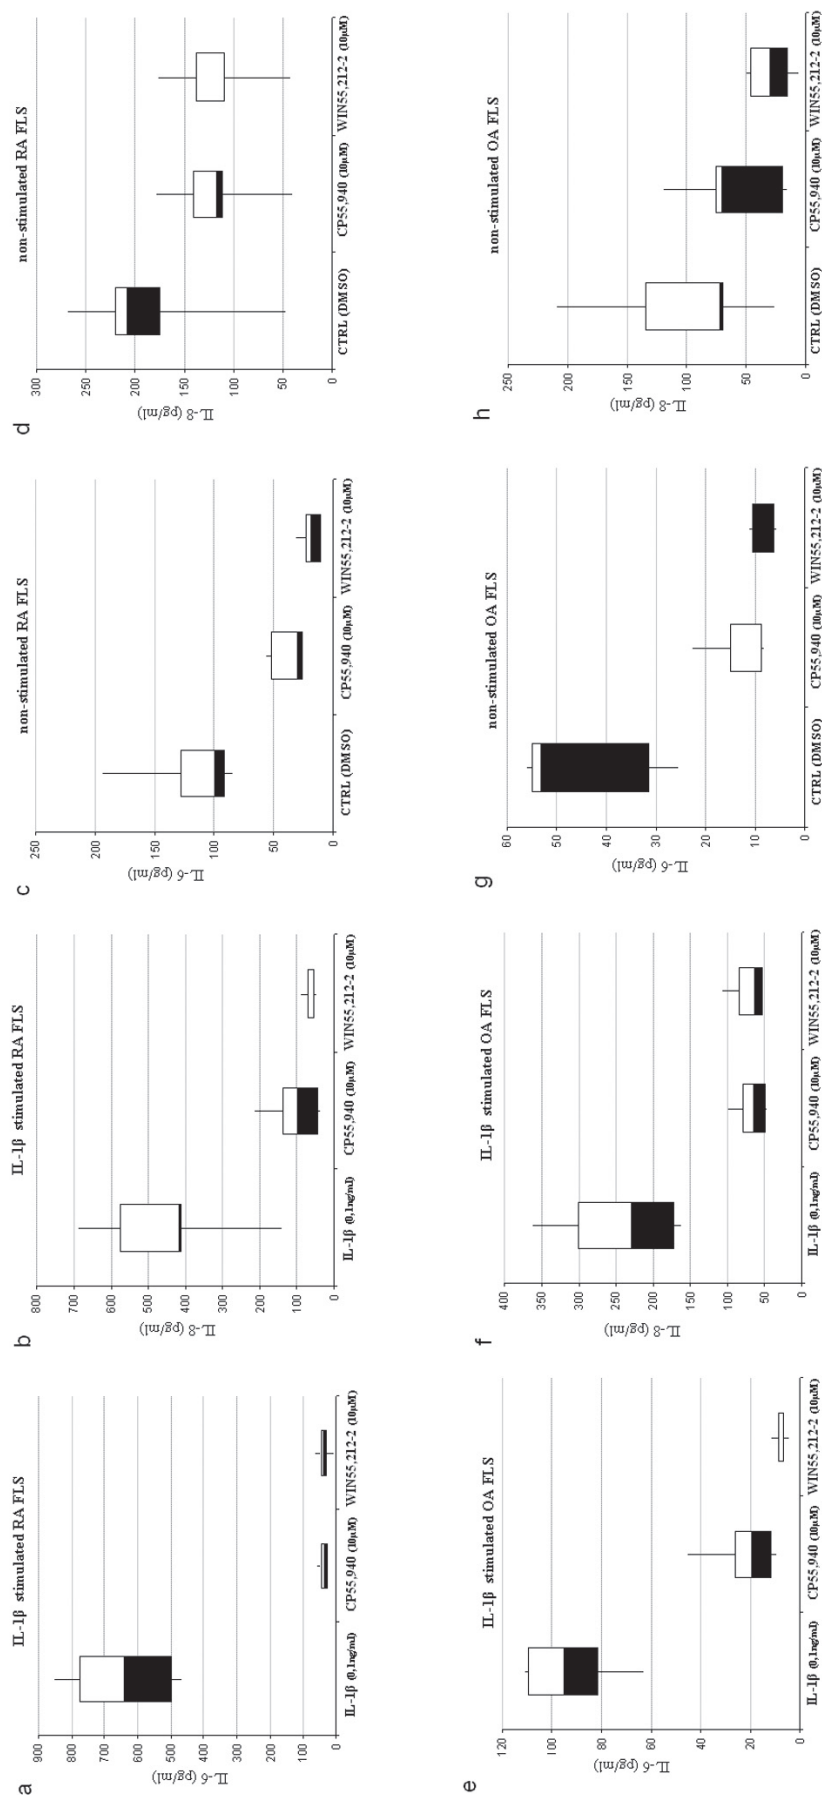 a
IL-1β stimulated RA FLS
IL-6 (pg/ml)
900
800
700
600
500
400
300
200
100
0
IL-1β (0,1ng/ml) CP55,940 (10μM) WIN55,212-2 (10μM)
b
IL-1β stimulated RA FLS
IL-8 (pg/ml)
800
700
600
500
400
300
200
100
0
IL-1β (0,1ng/ml) CP55,940 (10μM) WIN55,212-2 (10μM)
c
non-stimulated RA FLS
IL-6 (pg/ml)
250
200
150
100
50
0
CTRL (DMSO) CP55,940 (10μM) WIN55,212-2 (10μM)
d
non-stimulated RA FLS
IL-8 (pg/ml)
300
250
200
150
100
50
0
CTRL (DMSO) CP55,940 (10μM) WIN55,212-2 (10μM)
e
IL-1β stimulated OA FLS
IL-6 (pg/ml)
120
100
80
60
40
20
0
IL-1β (0,1ng/ml) CP55,940 (10μM) WIN55,212-2 (10μM)
f
IL-1β stimulated OA FLS
IL-8 (pg/ml)
400
350
300
250
200
150
100
50
0
IL-1β (0,1ng/ml) CP55,940 (10μM) WIN55,212-2 (10μM)
g
non-stimulated OA FLS
IL-6 (pg/ml)
60
50
40
30
20
10
0
CTRL (DMSO) CP55,940 (10μM) WIN55,212-2 (10μM)
h
non-stimulated OA FLS
IL-8 (pg/ml)
250
200
150
100
50
0
CTRL (DMSO) CP55,940 (10μM) WIN55,212-2 (10μM)